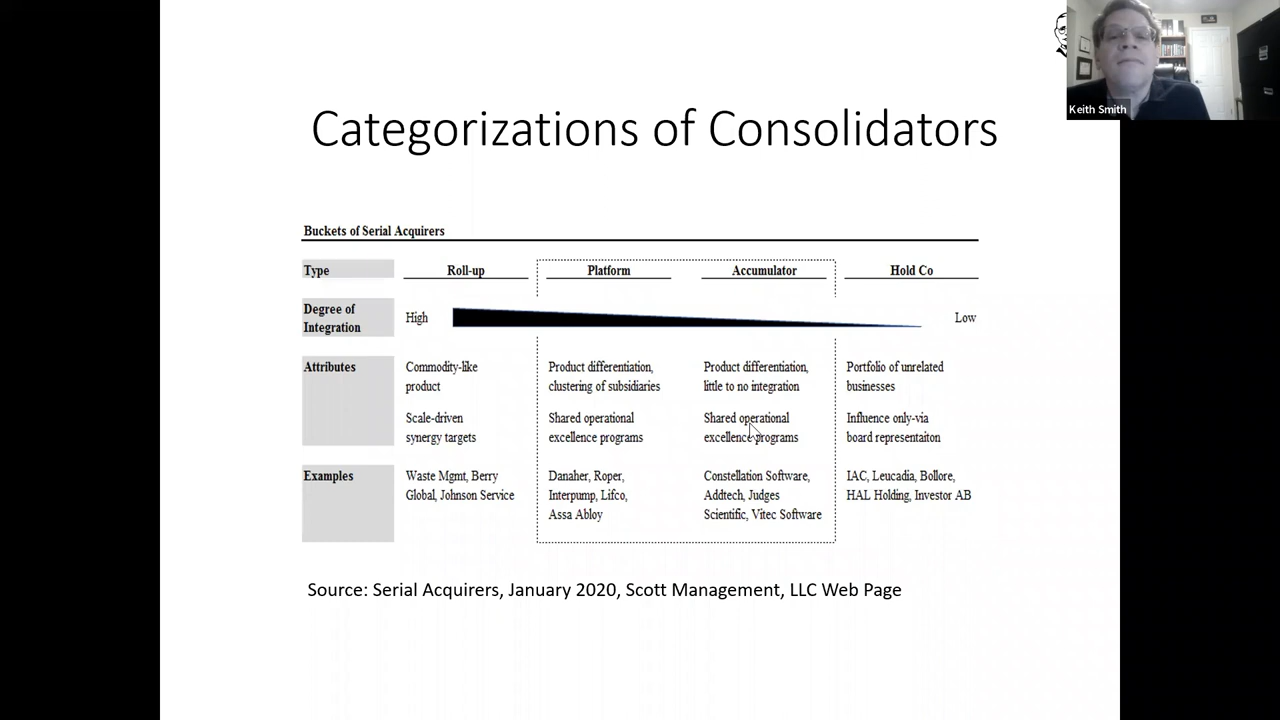 Keith Smith
Categorizations of Consolidators
Buckets of Serial Acquirers
Type
Roll-up
Platform
Accumulator
Hold Co
Degree of
Integration
High
Low
Attributes
Commodity-like
product
Scale-driven
synergy targets
Product differentiation,
clustering of subsidiaries
Shared operational
excellence programs
Product differentiation,
little to no integration
Shared operational
excellence programs
Portfolio of unrelated
businesses
Influence only-via
board representaiton
Examples
Waste Mgmt, Berry
Global, Johnson Service
Danaher, Roper,
Interpump, Lifco,
Assa Abloy
Constellation Software,
Addtech, Judges
Scientific, Vitec Software
IAC, Leucadia, Bollore,
HAL Holding, Investor AB
Source: Serial Acquirers, January 2020, Scott Management, LLC Web Page